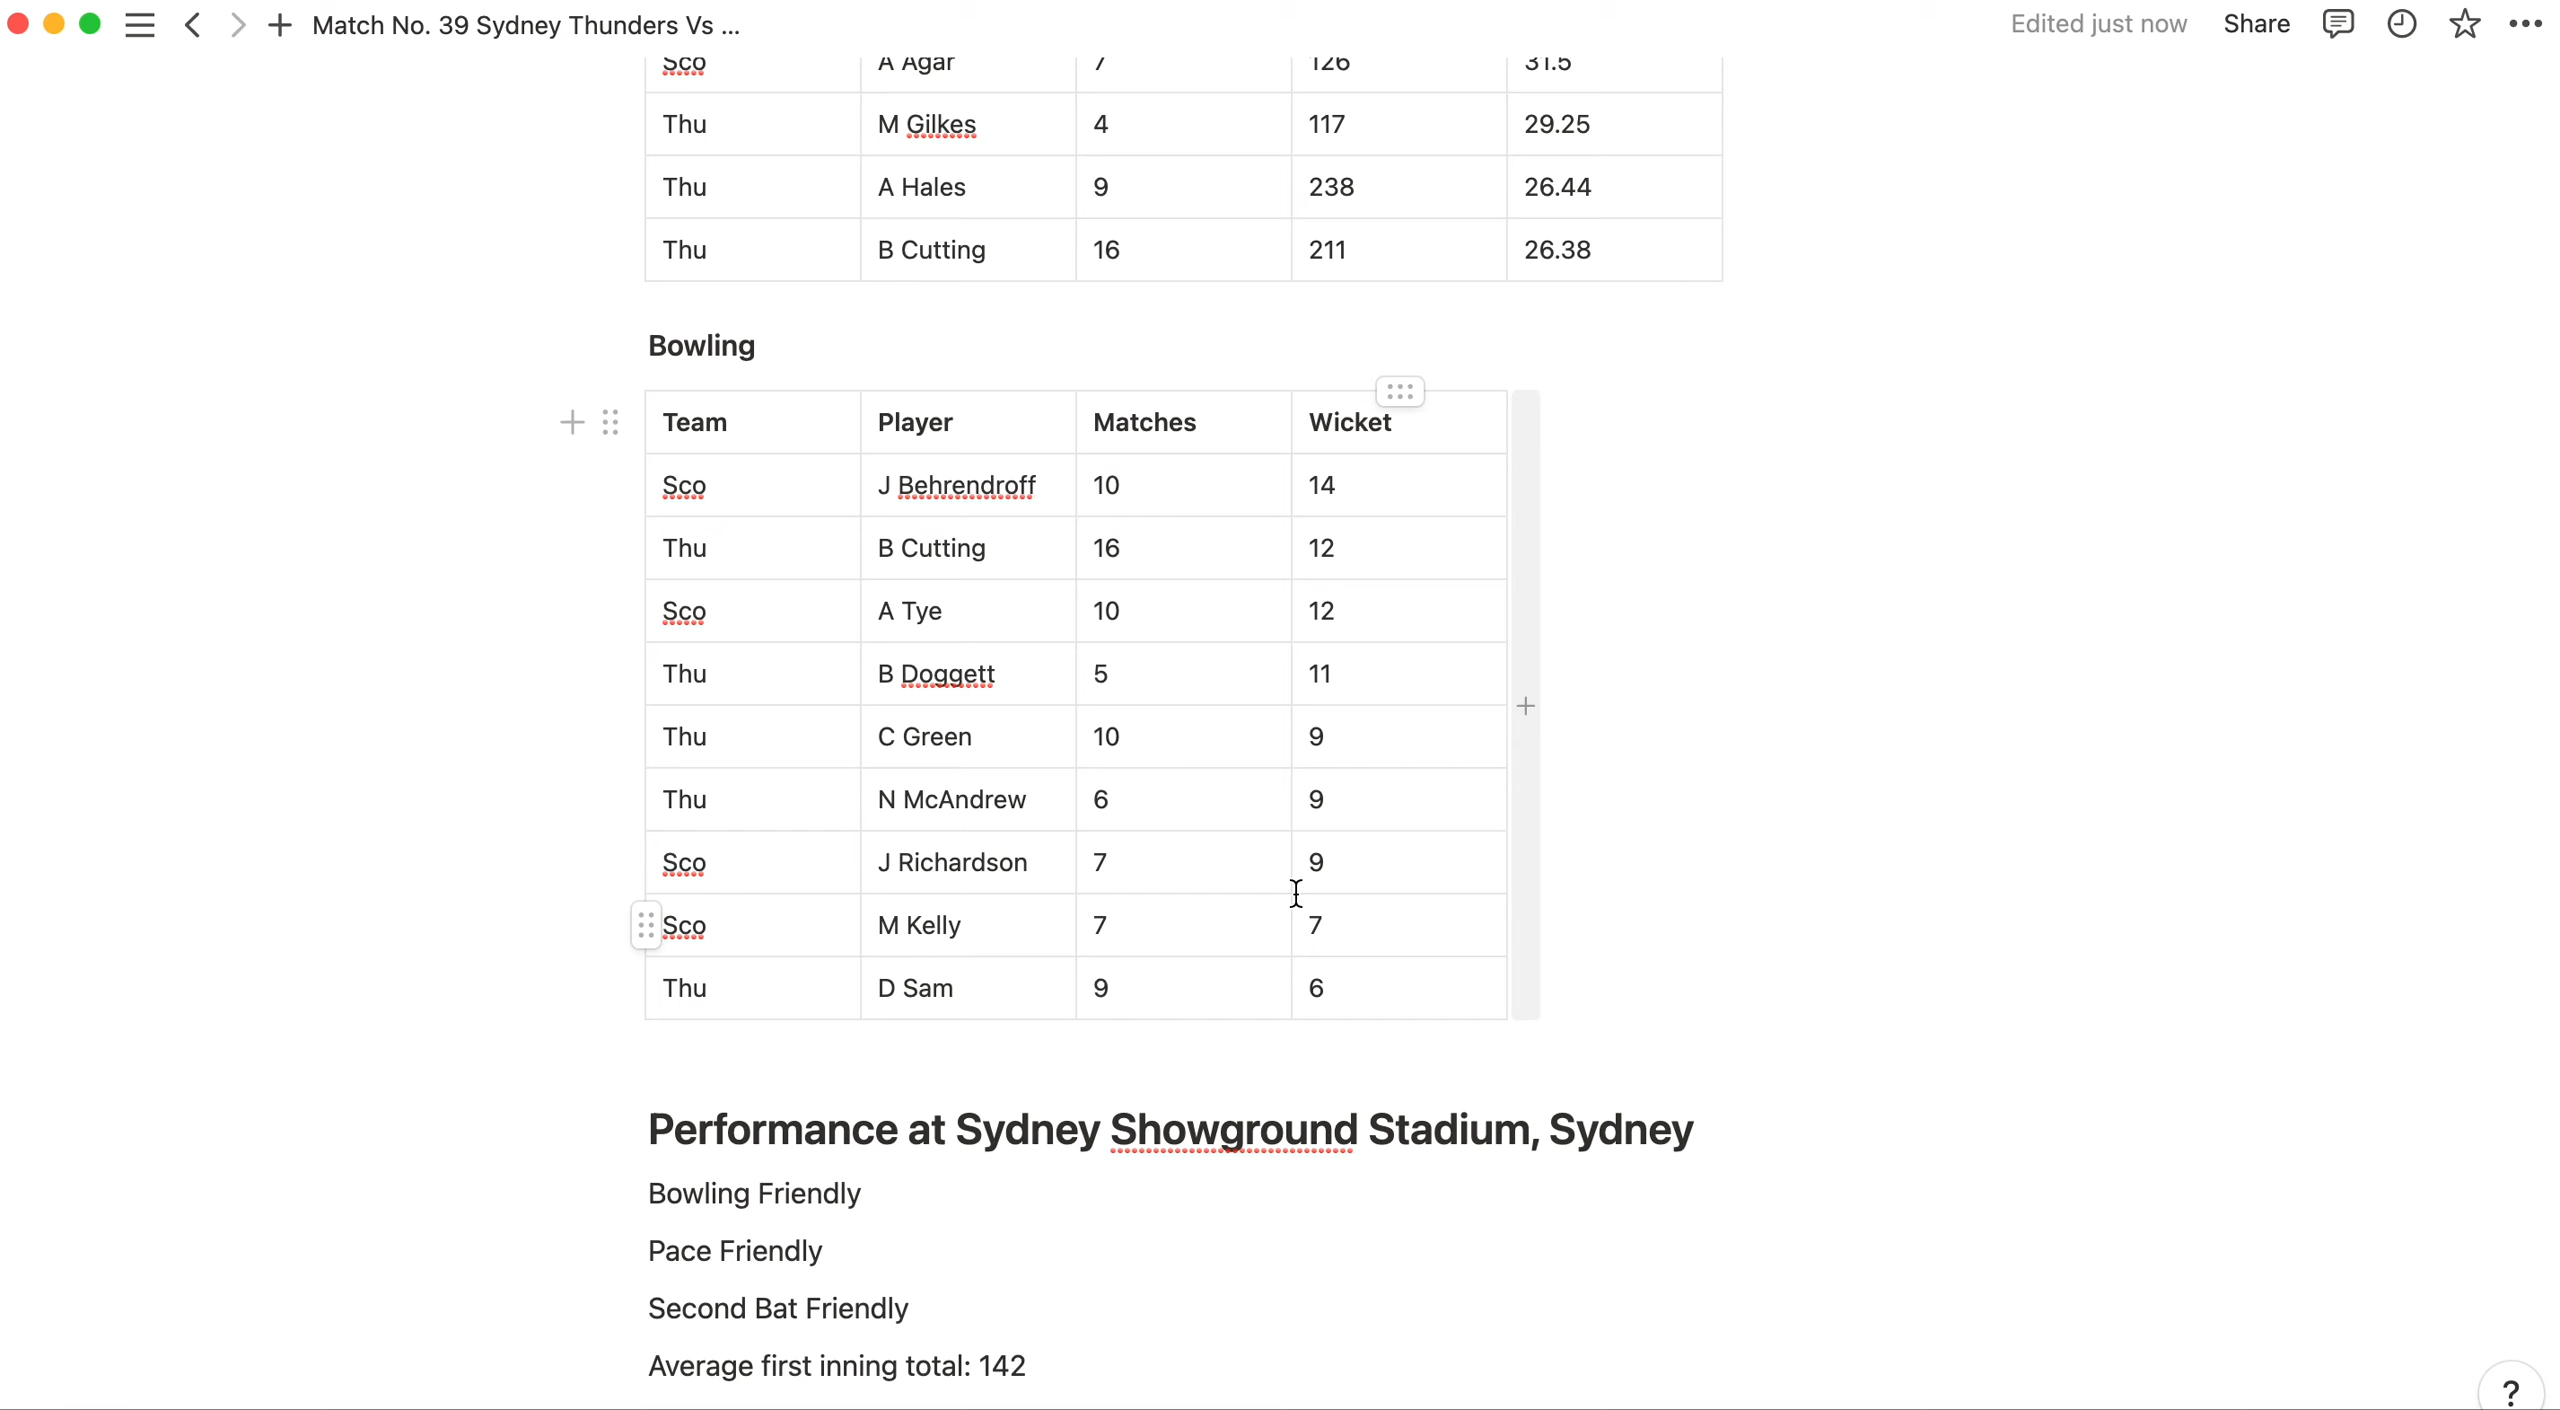 Match No. 39 Sydney Thunders Vs ...
Edited just now Share
Sco A Agar 7 126 31.5
Thu M Gilkes 4 117 29.25
Thu A Hales 9 238 26.44
Thu B Cutting 16 211 26.38
Bowling
Team Player Matches Wicket
Sco J Behrendroff 10 14
Thu B Cutting 16 12
Sco A Tye 10 12
Thu B Doggett 5 11
Thu C Green 10 9
Thu N McAndrew 6 9
Sco J Richardson 7 9
Sco M Kelly 7 7
Thu D Sam 9 6
Performance at Sydney Showground Stadium, Sydney
Bowling Friendly
Pace Friendly
Second Bat Friendly
Average first inning total: 142
?